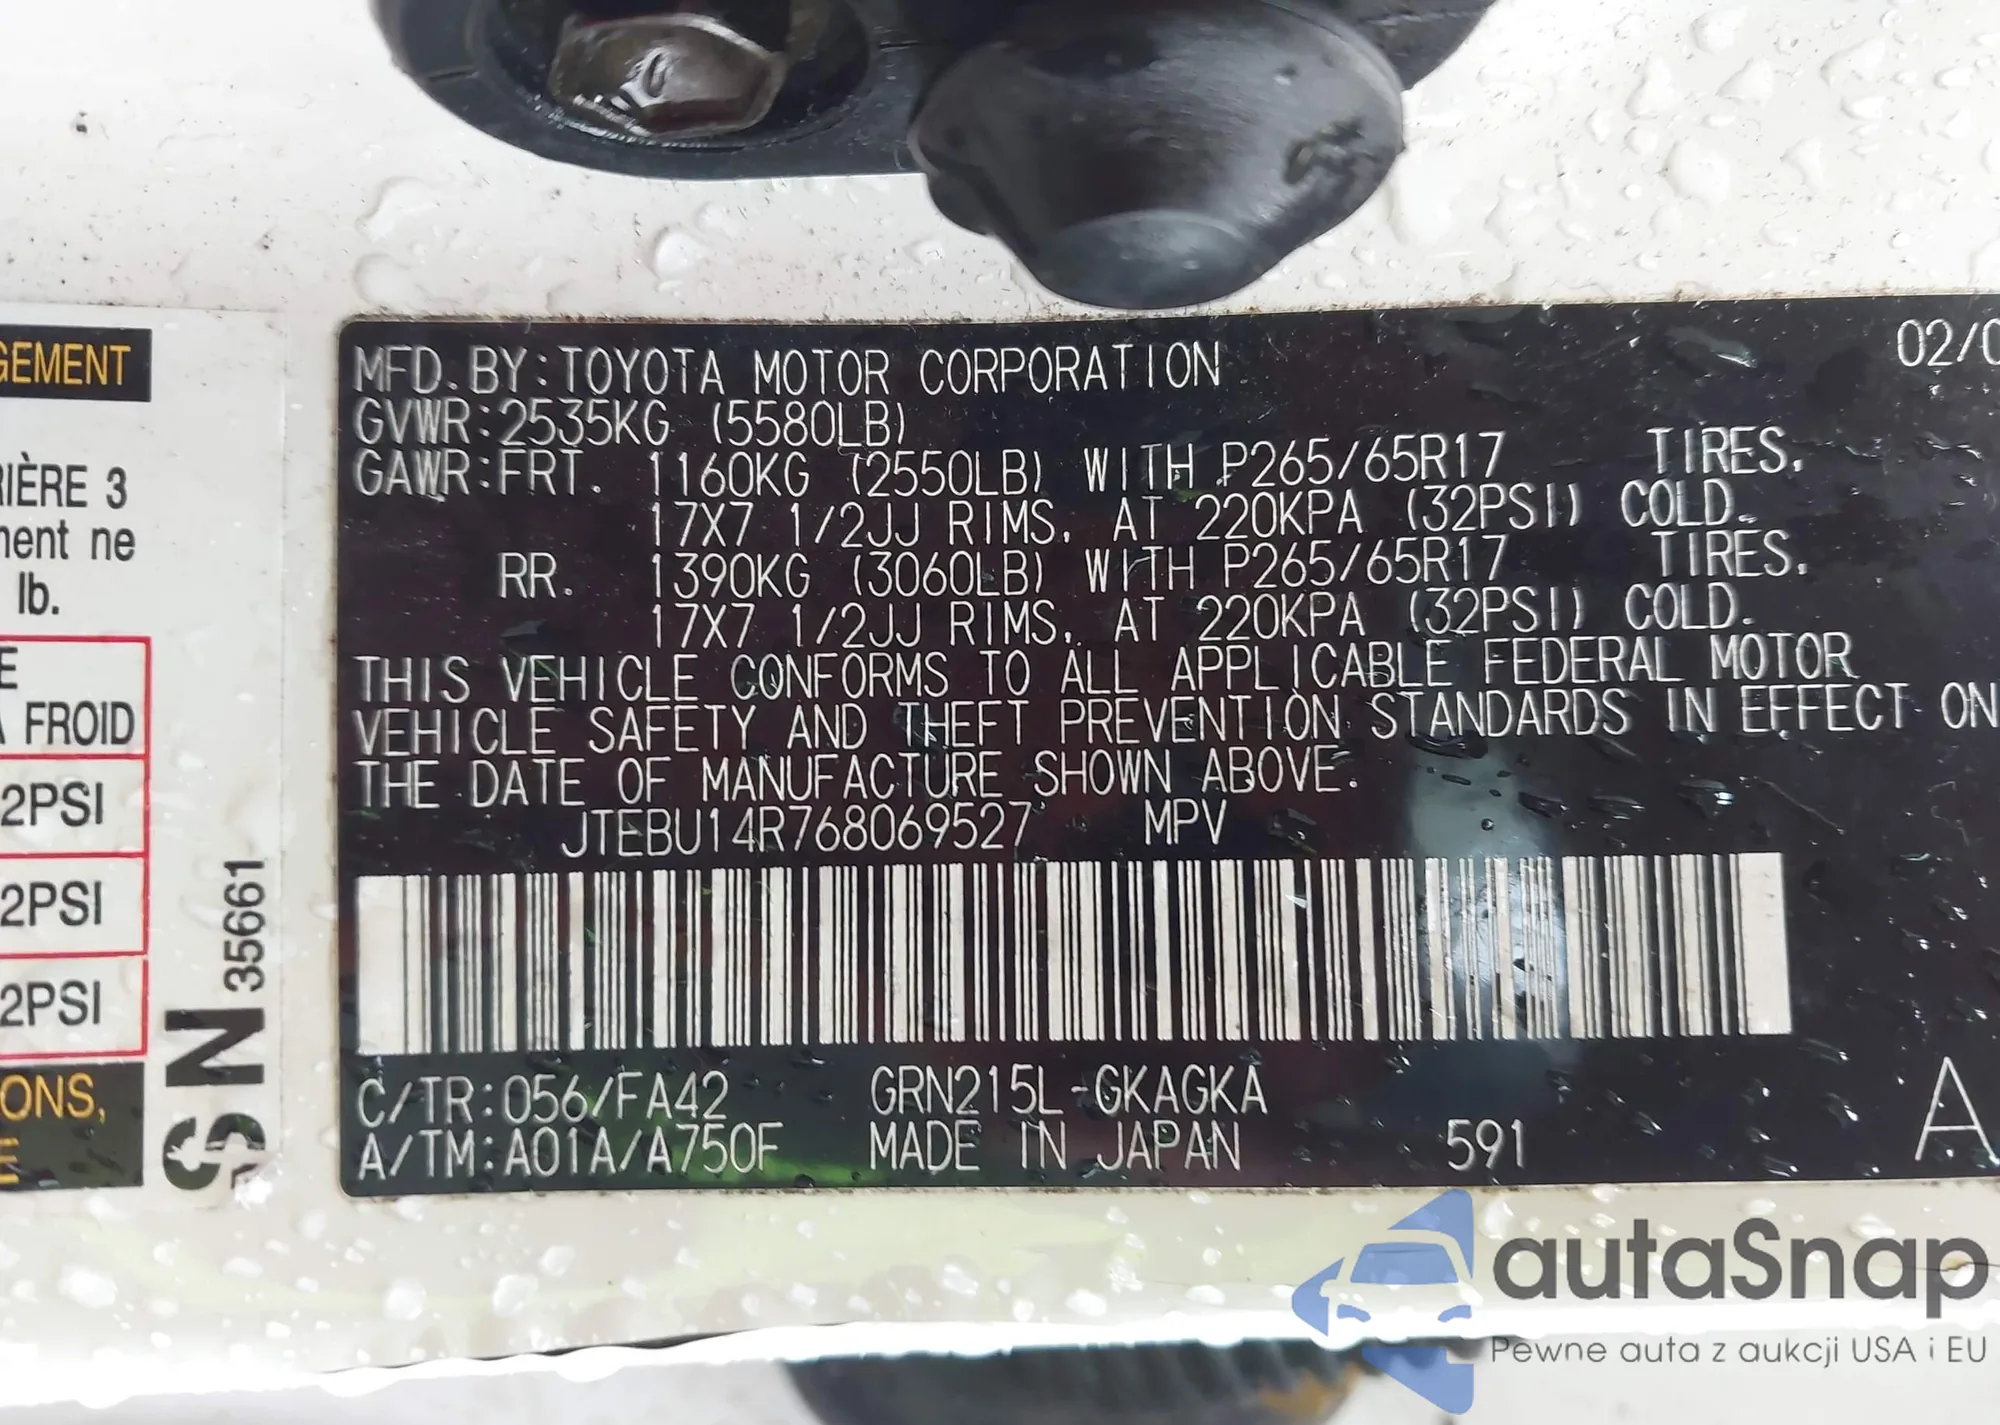 GEMENT
IÈRE 3
ment ne
lb.
E
A FROID
2PSI
2PSI
2PSI
ONS,
E
SN 35661
02/0
MFD. BY: TOYOTA MOTOR CORPORATION
GVWR: 2535KG (5580LB)
GAWR: FRT. 1160KG (2550LB) WITH P265/65R17 TIRES,
17X7 1/2JJ RIMS, AT 220KPA (32PSI) COLD.
RR. 1390KG (3060LB) WITH P265/65R17 TIRES,
17X7 1/2JJ RIMS, AT 220KPA (32PSI) COLD.
THIS VEHICLE CONFORMS TO ALL APPLICABLE FEDERAL MOTOR
VEHICLE SAFETY AND THEFT PREVENTION STANDARDS IN EFFECT ON
THE DATE OF MANUFACTURE SHOWN ABOVE.
JTEBU14R768069527 MPV
C/TR: 056/FA42 GRN215L-GKAGKA
A/TM: A01A/A750F MADE IN JAPAN 591 A
autaSnap
Pewne auta z aukcji USA i EU